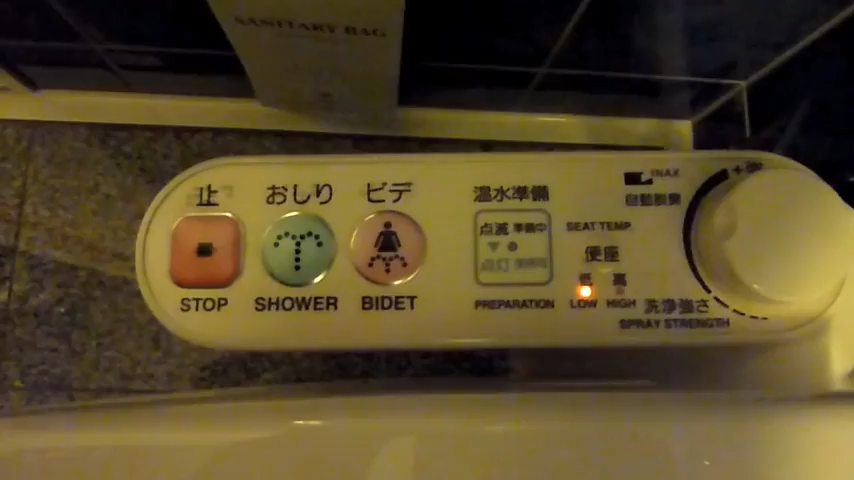 SANITARY BAG
止
おしり
ビデ
STOP
SHOWER
BIDET
温水準備
点滅 準備中
点灯
PREPARATION
INAX
自動脱臭
SEAT TEMP
便座
低 高
LOW HIGH
洗浄強さ
SPRAY STRENGTH